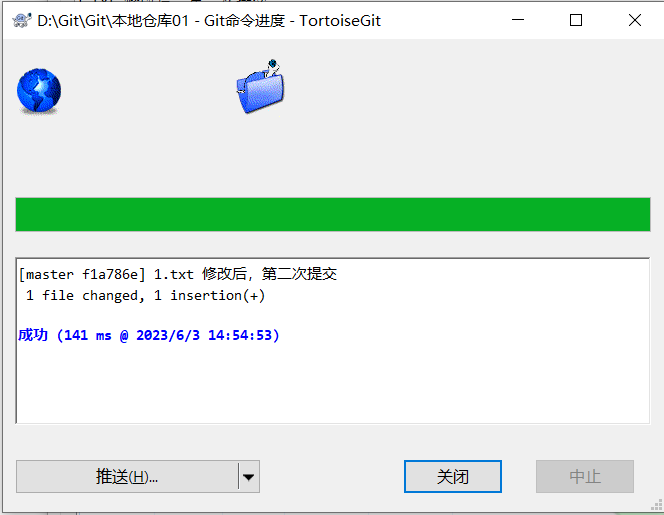 D:\Git\Git\本地仓库01 - Git命令进度 - TortoiseGit
[master f1a786e] 1.txt 修改后，第二次提交
1 file changed, 1 insertion(+)
成功 (141 ms @ 2023/6/3 14:54:53)
推送(H)... 关闭 中止